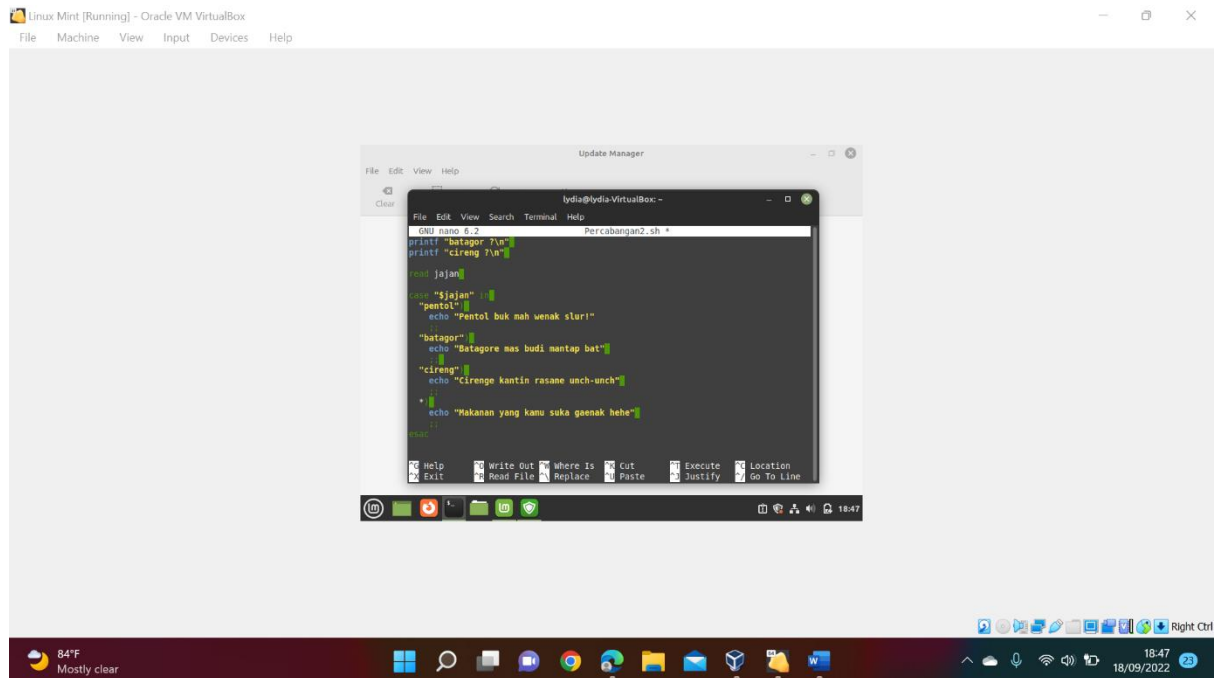 Linux Mint [Running] - Oracle VM VirtualBox
File Machine View Input Devices Help
Update Manager
File Edit View Help
Clear
lydia@lydia-VirtualBox: ~
File Edit View Search Terminal Help
GNU nano 6.2 Percabangan2.sh *
printf "batagor ?\n"
printf "cireng ?\n"
read jajan
case "$jajan" in
"pentol")
echo "Pentol buk mah wenak slur!"
;;
"batagor")
echo "Batagore mas budi mantap bat"
;;
"cireng")
echo "Cirenge kantin rasane unch-unch"
;;
*)
echo "Makanan yang kamu suka gaenak hehe"
;;
esac
^G Help ^O Write Out ^W Where Is ^K Cut ^T Execute ^C Location
^X Exit ^R Read File ^\ Replace ^U Paste ^J Justify ^/ Go To Line
18:47
Right Ctrl
84°F
Mostly clear
18:47
18/09/2022
23